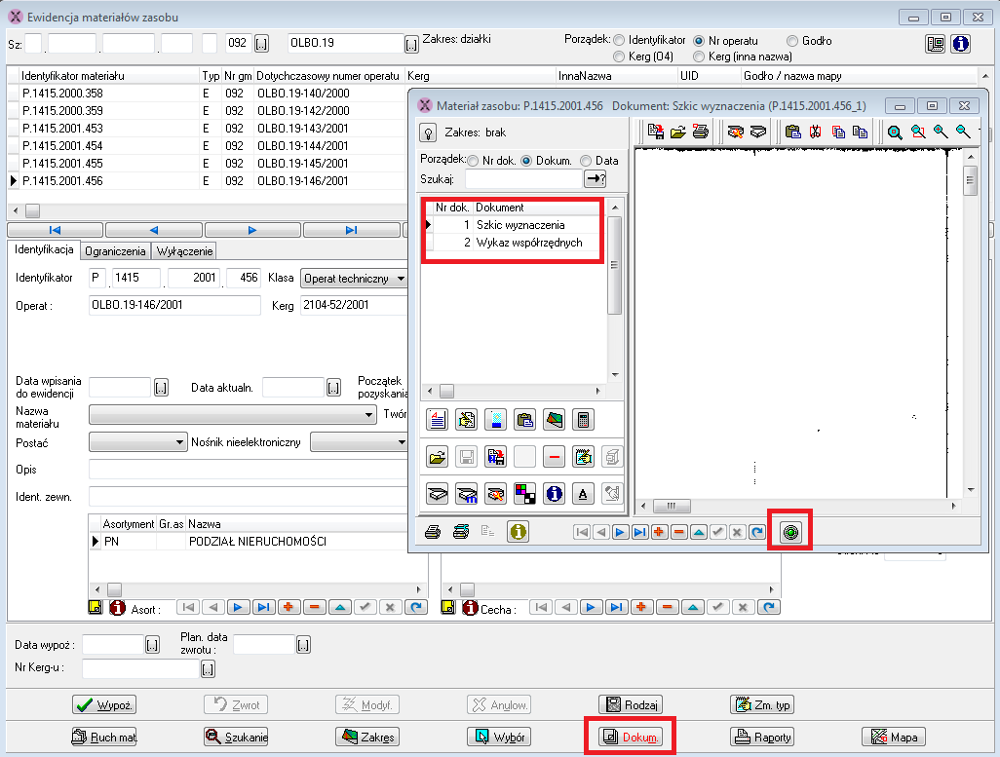 Ewidencja materiałów zasobu
Sz: . . 092 [..] OLBO.19 [..] Zakres: działki
Porządek: Identyfikator Nr operatu Godło
Kerg (O4) Kerg (inna nazwa)
Identyfikator materiału Typ Nr gm Dotychczasowy numer operatu Kerg InnaNazwa UID Godło / nazwa mapy
P.1415.2000.358 E 092 OLBO.19-140/2000
P.1415.2000.359 E 092 OLBO.19-142/2000
P.1415.2001.453 E 092 OLBO.19-143/2001
P.1415.2001.454 E 092 OLBO.19-144/2001
P.1415.2001.455 E 092 OLBO.19-145/2001
P.1415.2001.456 E 092 OLBO.19-146/2001
Identyfikacja Ograniczenia Wyłączenie
Identyfikator P . 1415 . 2001 . 456 Klasa Operat techniczny
Operat : OLBO.19-146/2001 Kerg 2104-52/2001
Data wpisania do ewidencji [..] Data aktualn. [..] Początek pozyskania
Nazwa materiału Twór
Postać Nośnik nieelektroniczny
Opis
Ident. zewn.
Asortyment Gr.as Nazwa
PN PODZIAŁ NIERUCHOMOŚCI
Asort : Cecha :
Materiał zasobu: P.1415.2001.456 Dokument: Szkic wyznaczenia (P.1415.2001.456_1)
Zakres: brak
Porządek: Nr dok. Dokum. Data
Szukaj:
Nr dok. Dokument
1 Szkic wyznaczenia
2 Wykaz współrzędnych
Data wypoż : [..] Plan. data zwrotu : [..]
Nr Kerg-u : [..]
Wypoż. Zwrot Modyf. Anulow. Rodzaj Zm. typ
Ruch mat. Szukanie Zakres Wybór Dokum. Raporty Mapa